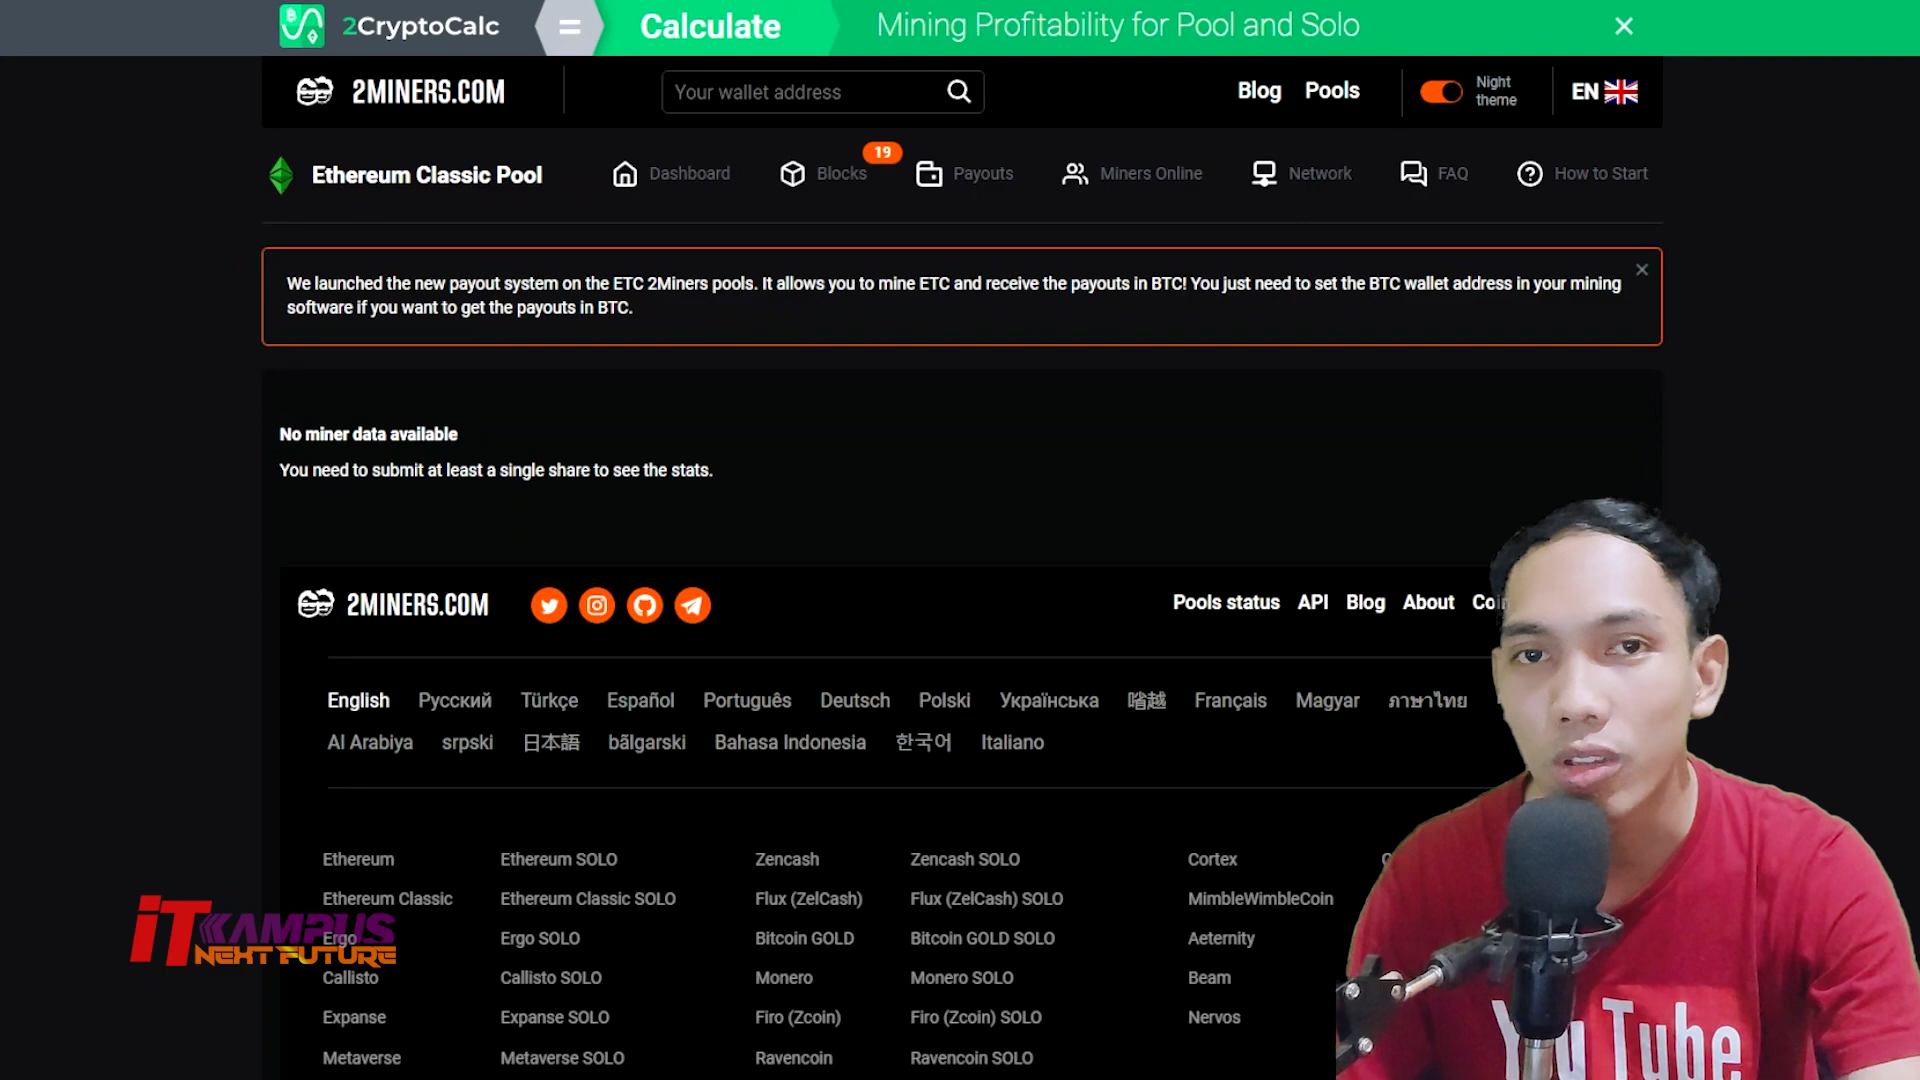 2CryptoCalc
Calculate
Mining Profitability for Pool and Solo
2MINERS.COM
Your wallet address
Blog
Pools
Night
theme
EN
Ethereum Classic Pool
Dashboard
Blocks
19
Payouts
Miners Online
Network
FAQ
How to Start
We launched the new payout system on the ETC 2Miners pools. It allows you to mine ETC and receive the payouts in BTC! You just need to set the BTC wallet address in your mining
software if you want to get the payouts in BTC.
No miner data available
You need to submit at least a single share to see the stats.
2MINERS.COM
Pools status API Blog About
English Русский Türkçe Español Português Deutsch Polski Українська Français Magyar ภาษาไทย
Al Arabiya srpski 日本語 bãlgarski Bahasa Indonesia 한국어 Italiano
Ethereum Ethereum SOLO Zencash Zencash SOLO Cortex
Ethereum Classic Ethereum Classic SOLO Flux (ZelCash) Flux (ZelCash) SOLO MimbleWimbleCoin
Ergo Ergo SOLO Bitcoin GOLD Bitcoin GOLD SOLO Aeternity
Callisto Callisto SOLO Monero Monero SOLO Beam
Expanse Expanse SOLO Firo (Zcoin) Firo (Zcoin) SOLO Nervos
Metaverse Metaverse SOLO Ravencoin Ravencoin SOLO
iTKAMPUS
NEXT FUTURE
You Tube